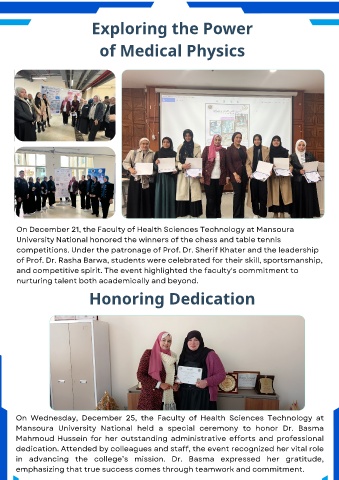 Exploring the Power
of Medical Physics
On December 21, the Faculty of Health Sciences Technology at Mansoura
University National honored the winners of the chess and table tennis
competitions. Under the patronage of Prof. Dr. Sherif Khater and the leadership
of Prof. Dr. Rasha Barwa, students were celebrated for their skill, sportsmanship,
and competitive spirit. The event highlighted the faculty's commitment to
nurturing talent both academically and beyond.
Honoring Dedication
On Wednesday, December 25, the Faculty of Health Sciences Technology at
Mansoura University National held a special ceremony to honor Dr. Basma
Mahmoud Hussein for her outstanding administrative efforts and professional
dedication. Attended by colleagues and staff, the event recognized her vital role
in advancing the college's mission. Dr. Basma expressed her gratitude,
emphasizing that true success comes through teamwork and commitment.